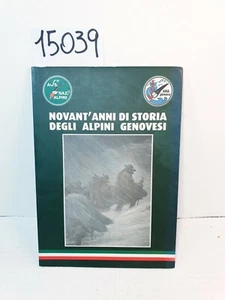 15039
NOVANT'ANNI DI STORIA
DEGLI ALPINI GENOVESI